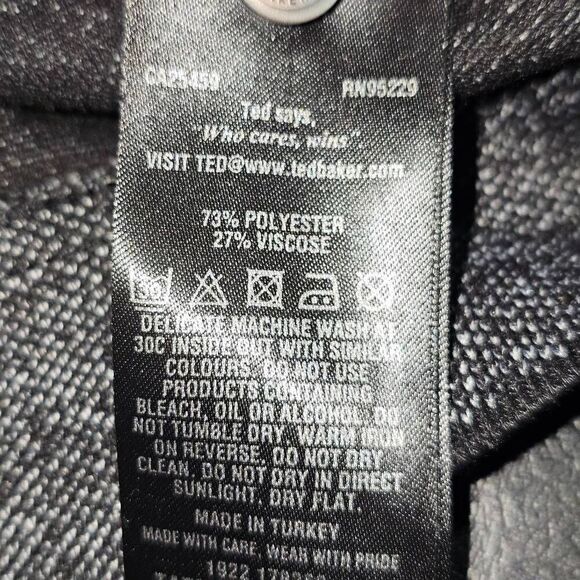 CA25459 RN95229
Ted says,
"Who cares, wins"
VISIT TED@www.tedbaker.com
73% POLYESTER
27% VISCOSE
DELICATE MACHINE WASH AT
30C INSIDE OUT WITH SIMILAR
COLOURS. DO NOT USE
PRODUCTS CONTAINING
BLEACH, OIL OR ALCOHOL. DO
NOT TUMBLE DRY. WARM IRON
ON REVERSE. DO NOT DRY
CLEAN. DO NOT DRY IN DIRECT
SUNLIGHT. DRY FLAT.
MADE IN TURKEY
MADE WITH CARE. WEAR WITH PRIDE
1922